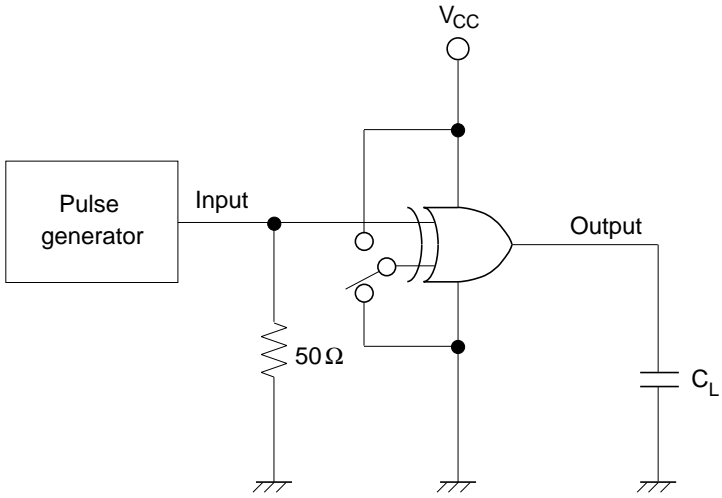 VCC
Pulse
generator
Input
Output
50Ω
CL